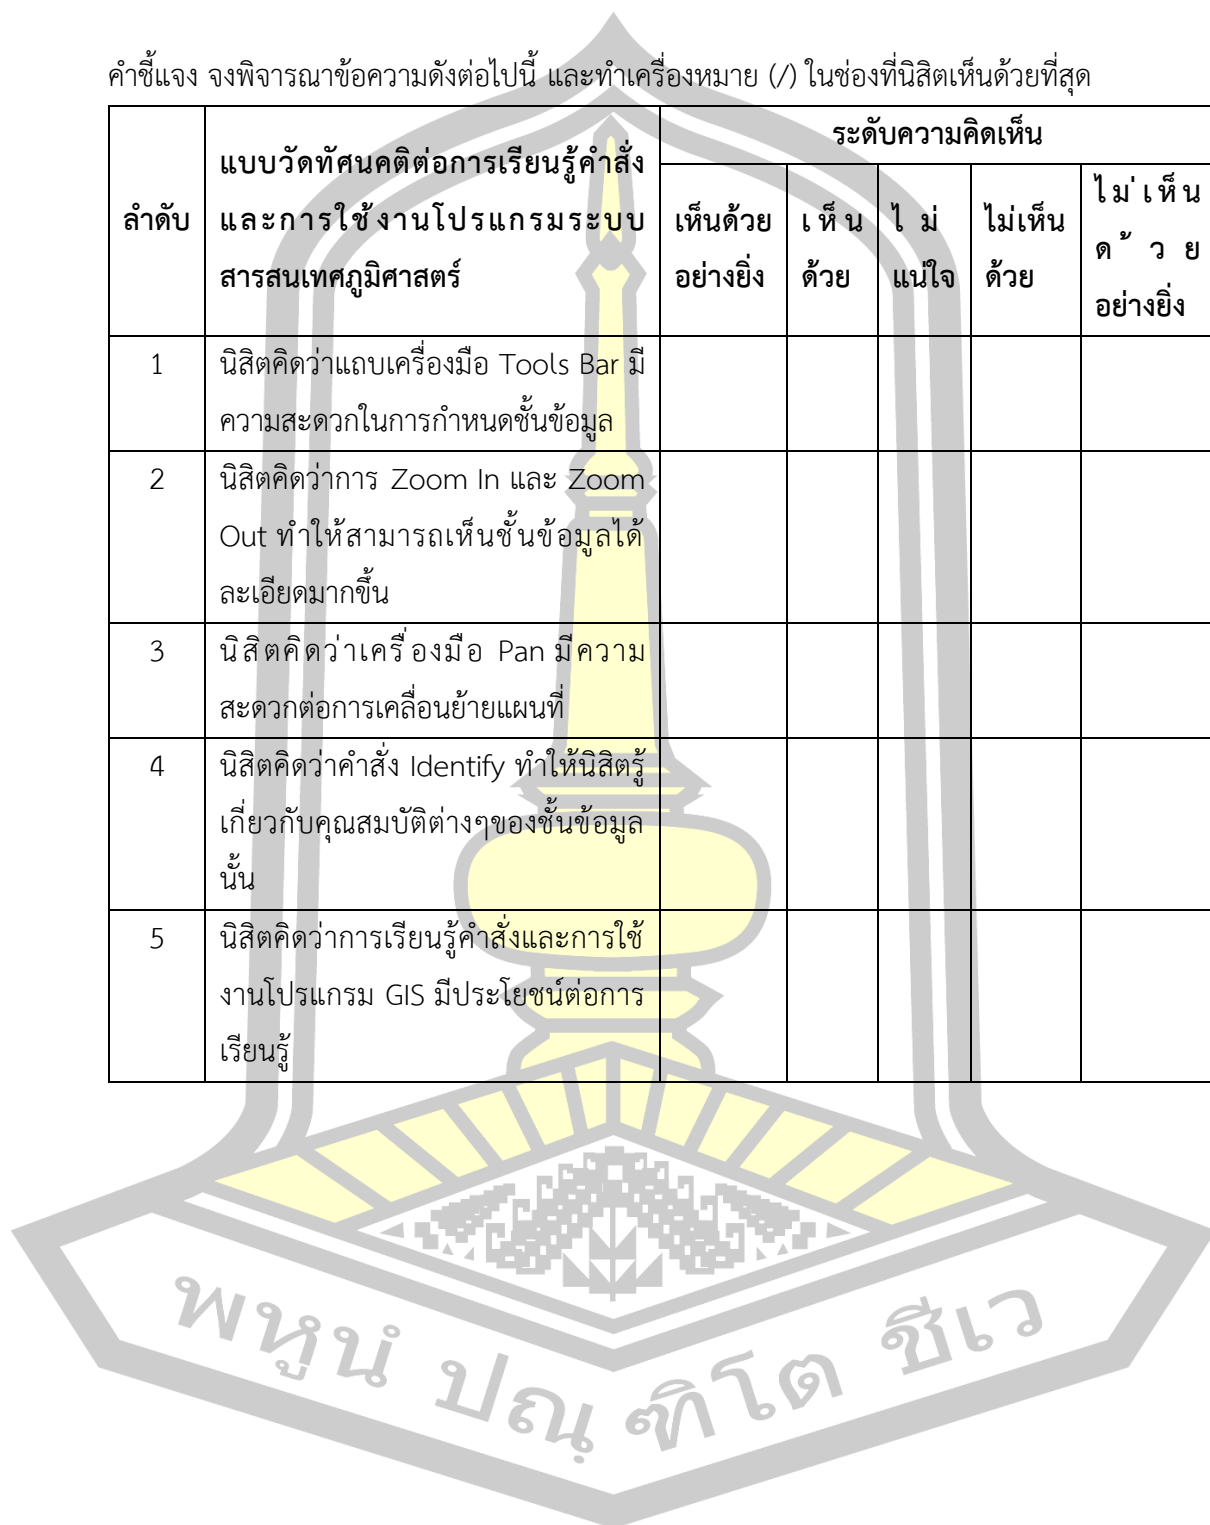 คำชี้แจง จงพิจารณาข้อความดังต่อไปนี้ และทำเครื่องหมาย (/) ในช่องที่นิสิตเห็นด้วยที่สุด
ลำดับ
แบบวัดทัศนคติต่อการเรียนรู้คำสั่ง
และการใช้งานโปรแกรมระบบ
สารสนเทศภูมิศาสตร์
ระดับความคิดเห็น
เห็นด้วย
อย่างยิ่ง
เห็น
ด้วย
ไม่
แน่ใจ
ไม่เห็น
ด้วย
ไม่เห็น
ด้วย
อย่างยิ่ง
1
นิสิตคิดว่าแถบเครื่องมือ Tools Bar มี
ความสะดวกในการกำหนดชั้นข้อมูล
2
นิสิตคิดว่าการ Zoom In และ Zoom
Out ทำให้สามารถเห็นชั้นข้อมูลได้
ละเอียดมากขึ้น
3
นิสิตคิดว่าเครื่องมือ Pan มีความ
สะดวกต่อการเคลื่อนย้ายแผนที่
4
นิสิตคิดว่าคำสั่ง Identify ทำให้นิสิตรู้
เกี่ยวกับคุณสมบัติต่างๆของชั้นข้อมูล
นั้น
5
นิสิตคิดว่าการเรียนรู้คำสั่งและการใช้
งานโปรแกรม GIS มีประโยชน์ต่อการ
เรียนรู้
พหูนํ ปณฺฑิโต ชีเว